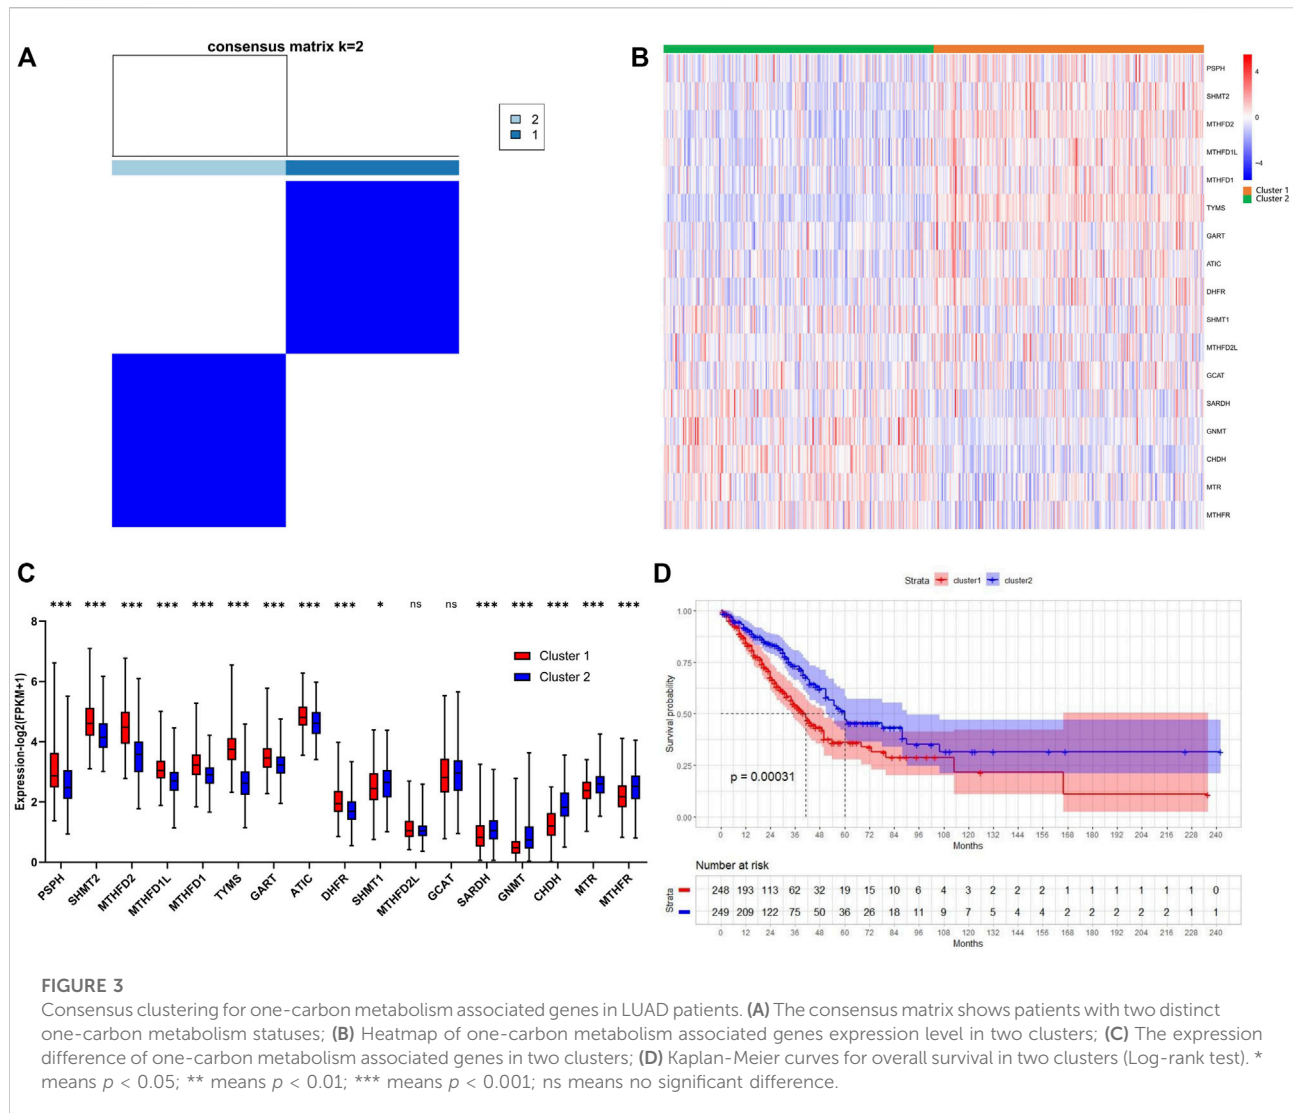 A
consensus matrix k=2
2
1
B
PSPH
SHMT2
MTHFD2
MTHFD1L
MTHFD1
TYMS
GART
ATIC
DHFR
SHMT1
MTHFD2L
GCAT
SARDH
GNMT
CHDH
MTR
MTHFR
4
0
−4
Cluster 1
Cluster 2
C
*** *** *** *** *** *** *** *** *** * ns ns *** *** *** *** ***
Expression-log2(FPKM+1)
8
6
4
2
0
Cluster 1
Cluster 2
PSPH SHMT2 MTHFD2 MTHFD1L MTHFD1 TYMS GART ATIC DHFR SHMT1 MTHFD2L GCAT SARDH GNMT CHDH MTR MTHFR
D
Strata cluster1 cluster2
Survival probability
1.00
0.75
0.50
0.25
0.00
p = 0.00031
0 12 24 36 48 60 72 84 96 108 120 132 144 156 168 180 192 204 216 228 240
Months
Number at risk
Strata
248 193 113 62 32 19 15 10 6 4 3 2 2 2 1 1 1 1 1 1 0
249 209 122 75 50 36 26 18 11 9 7 5 4 4 2 2 2 2 2 1 1
0 12 24 36 48 60 72 84 96 108 120 132 144 156 168 180 192 204 216 228 240
Months
FIGURE 3
Consensus clustering for one-carbon metabolism associated genes in LUAD patients. (A) The consensus matrix shows patients with two distinct
one-carbon metabolism statuses; (B) Heatmap of one-carbon metabolism associated genes expression level in two clusters; (C) The expression
difference of one-carbon metabolism associated genes in two clusters; (D) Kaplan-Meier curves for overall survival in two clusters (Log-rank test). *
means p < 0.05; ** means p < 0.01; *** means p < 0.001; ns means no significant difference.